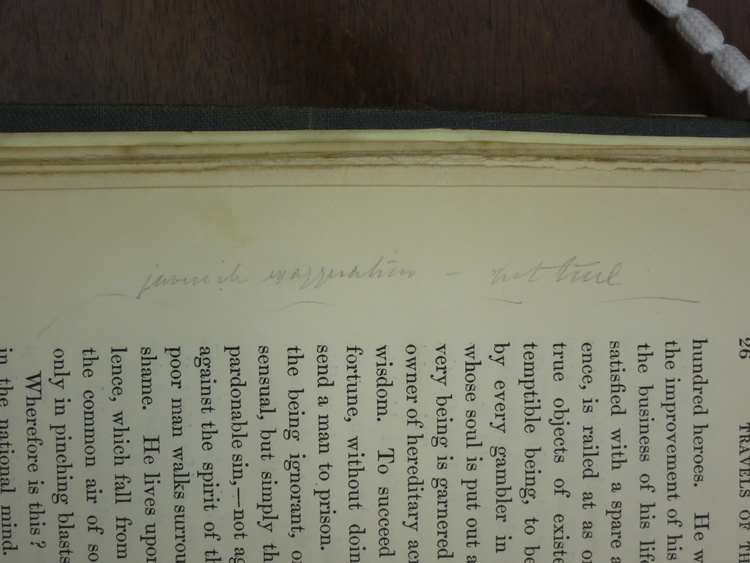 juvenile exaggeration – not true
26 TRAVELS OF TH
hundred heroes. He w
the improvement of his
the business of his life
satisfied with a spare a
ence, is railed at as o
true objects of existe
temptible being, to be
by every gambler in
whose soul is put out a
very being is garnered
owner of hereditary acr
wisdom. To succeed
fortune, without doin
send a man to prison.
the being ignorant, o
sensual, but simply th
pardonable sin,—not ag
against the spirit of th
poor man walks surrou
shame. He lives upon
lence, which fall from
the common air of so
only in pinching blasts
Wherefore is this?
in the national mind.